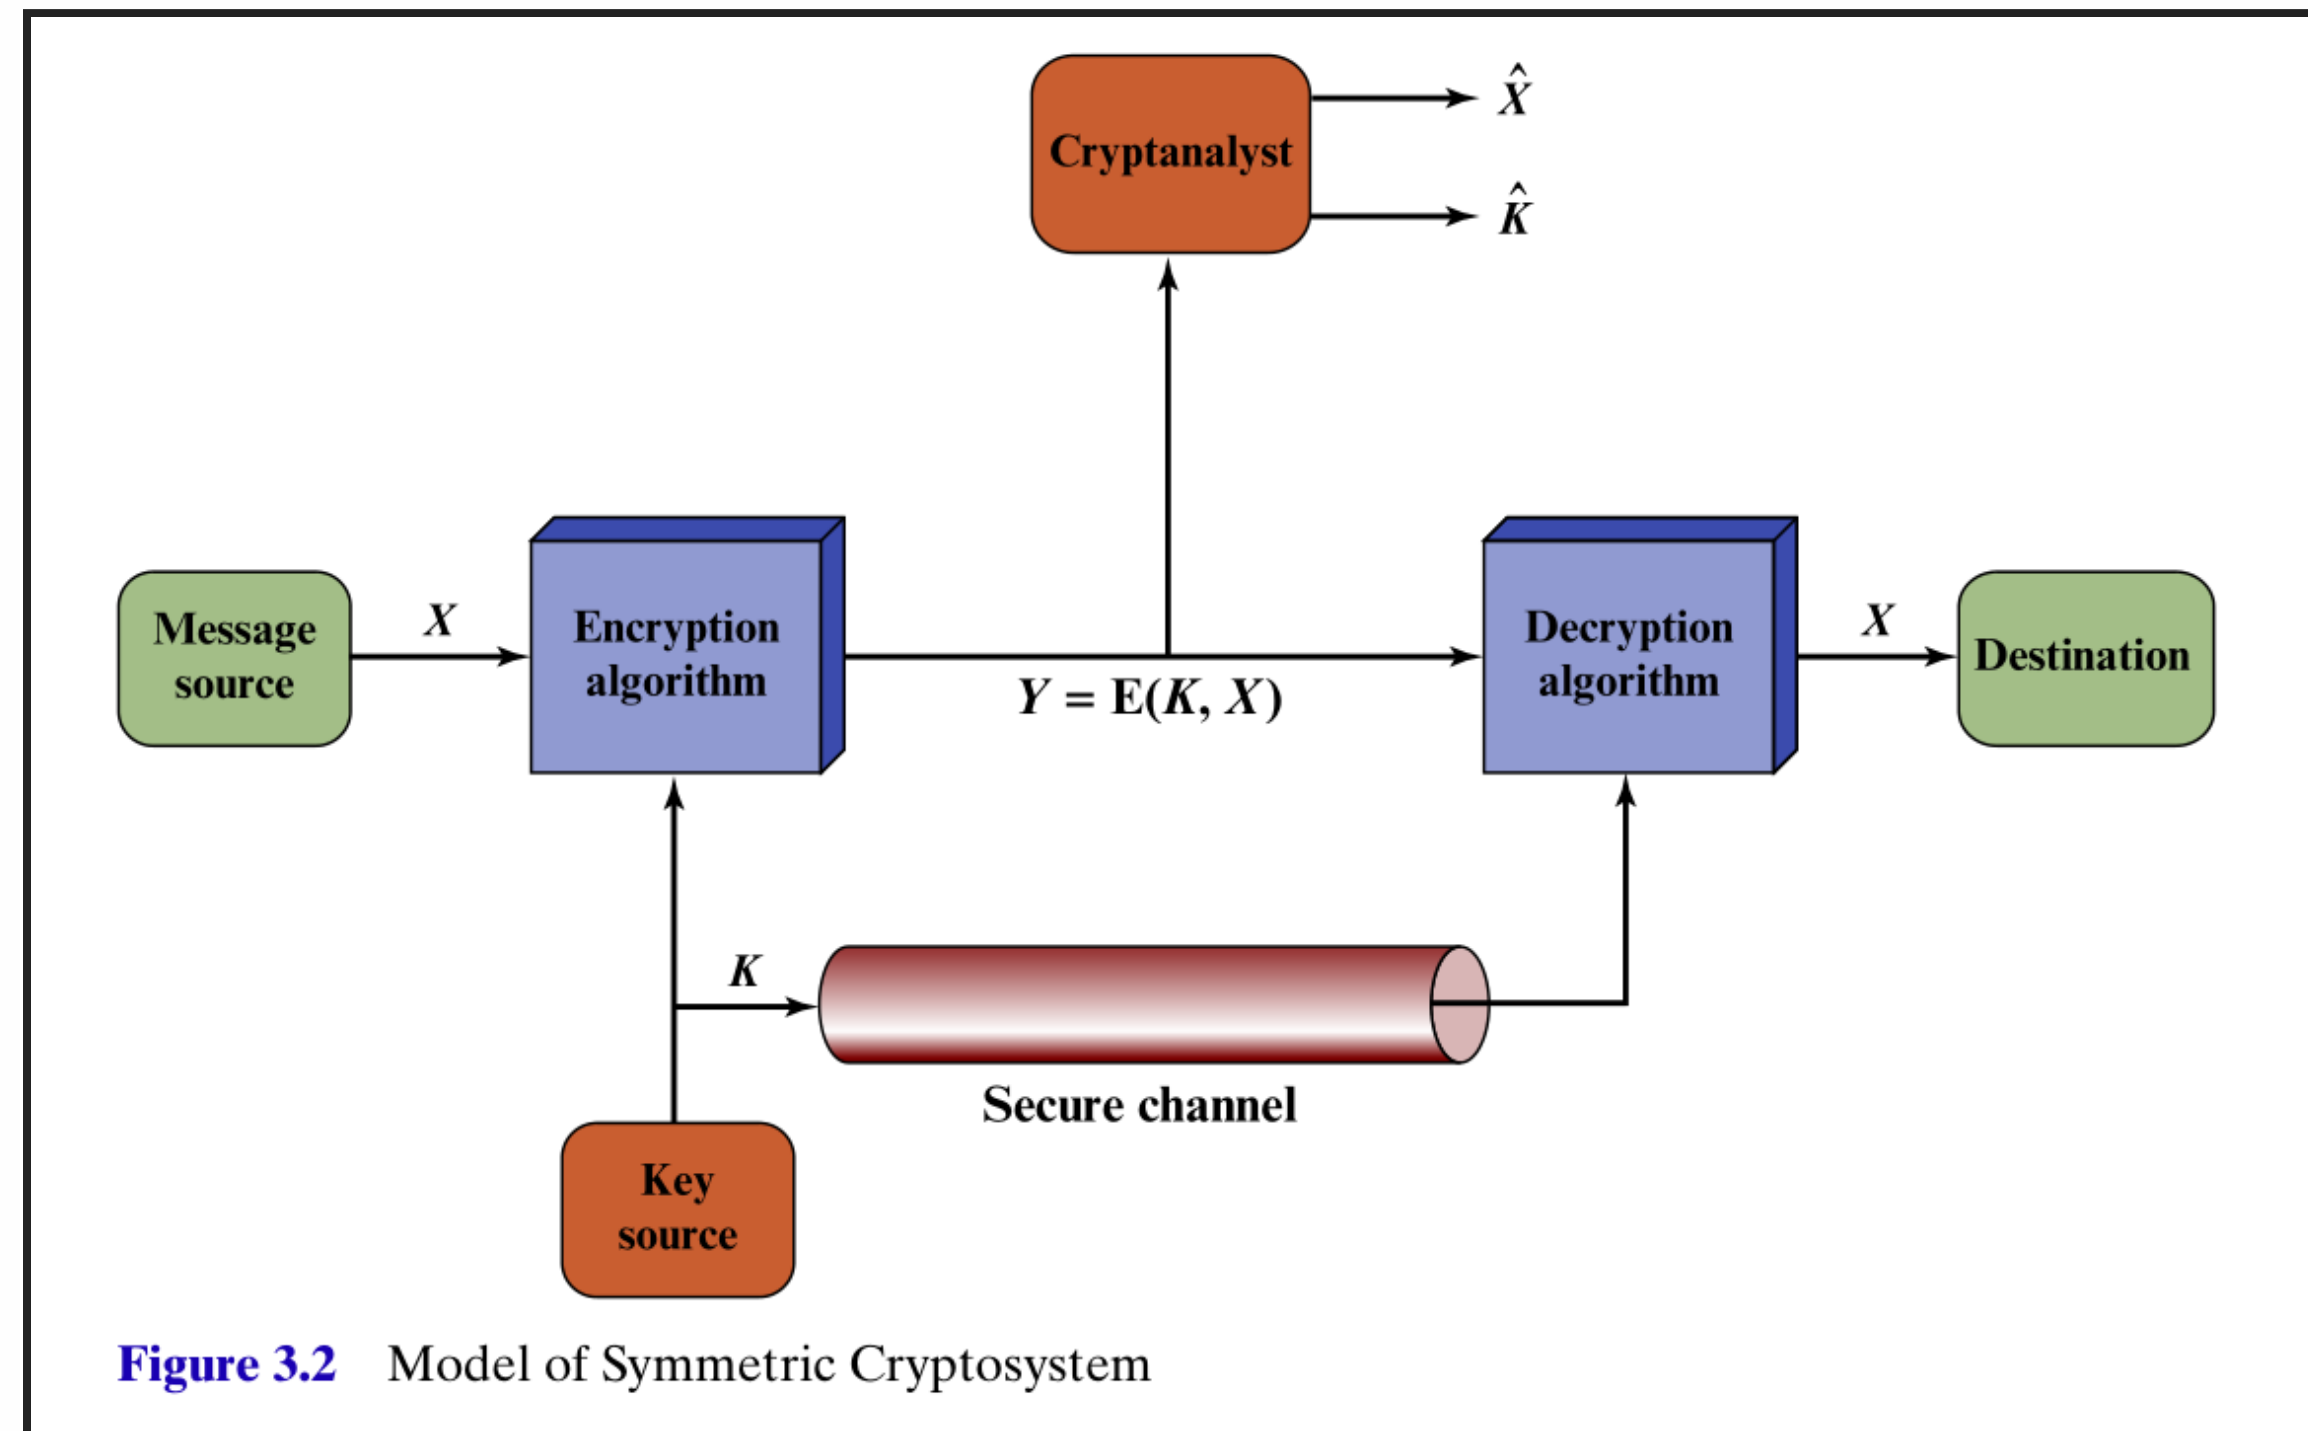 X̂
Cryptanalyst
K̂
Message
source
X
Encryption
algorithm
Y = E(K, X)
Decryption
algorithm
X
Destination
K
Secure channel
Key
source
Figure 3.2 Model of Symmetric Cryptosystem